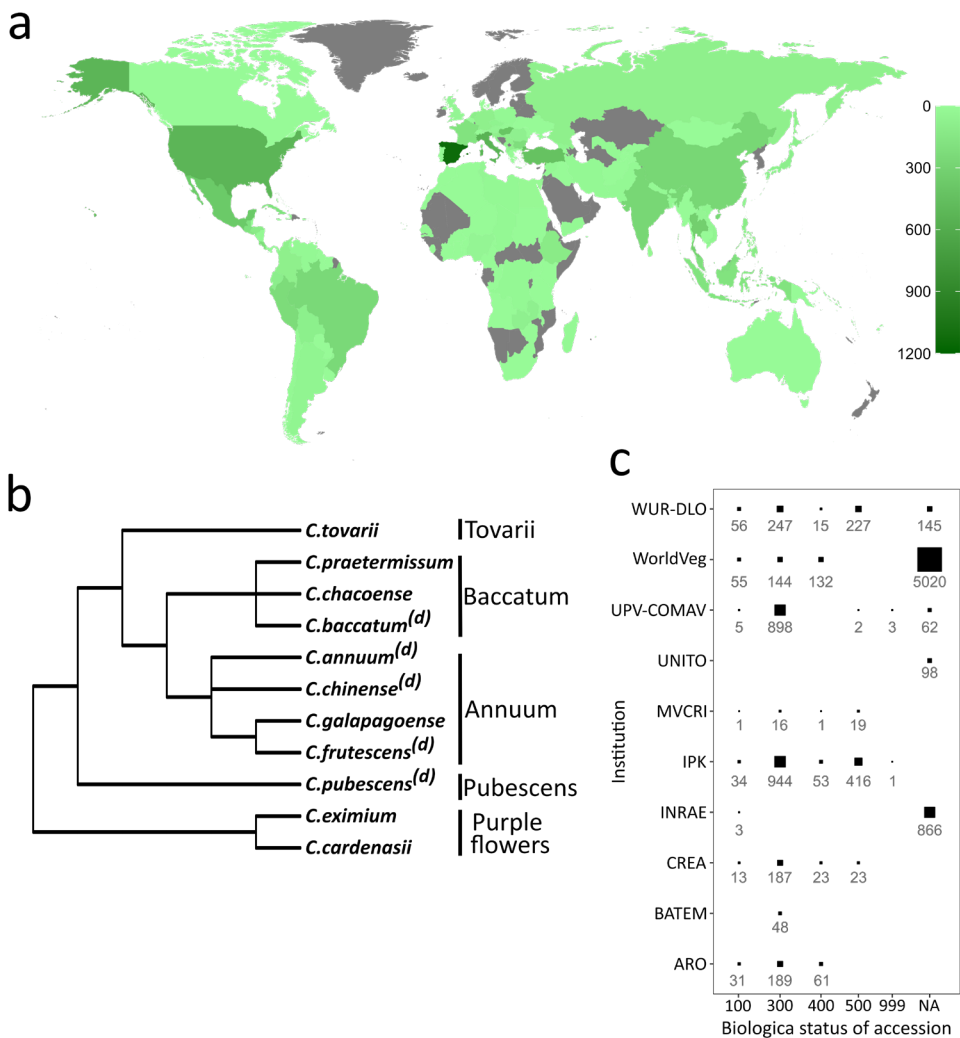 a
0
300
600
900
1200
b
C.tovarii
Tovarii
C.praetermissum
C.chacoense
Baccatum
C.baccatum(d)
C.annuum(d)
C.chinense(d)
Annuum
C.galapagoense
C.frutescens(d)
C.pubescens(d)
Pubescens
C.eximium
Purple
flowers
C.cardenasii
c
Institution
WUR-DLO
56 247 15 227 145
WorldVeg
55 144 132 5020
UPV-COMAV
5 898 2 3 62
UNITO
98
MVCRI
1 16 1 19
IPK
34 944 53 416 1
INRAE
3 866
CREA
13 187 23 23
BATEM
48
ARO
31 189 61
100 300 400 500 999 NA
Biologica status of accession